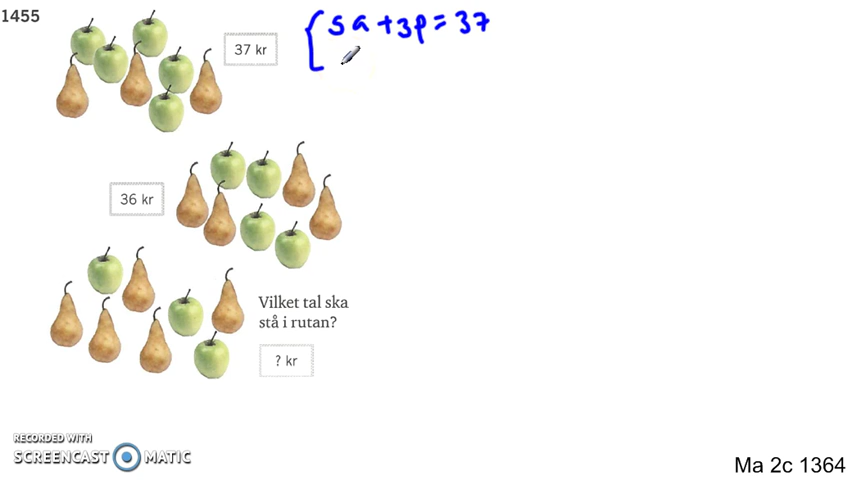 1455
37 kr
5a + 3p = 37
36 kr
Vilket tal ska
stå i rutan?
? kr
RECORDED WITH
SCREENCAST MATIC
Ma 2c 1364